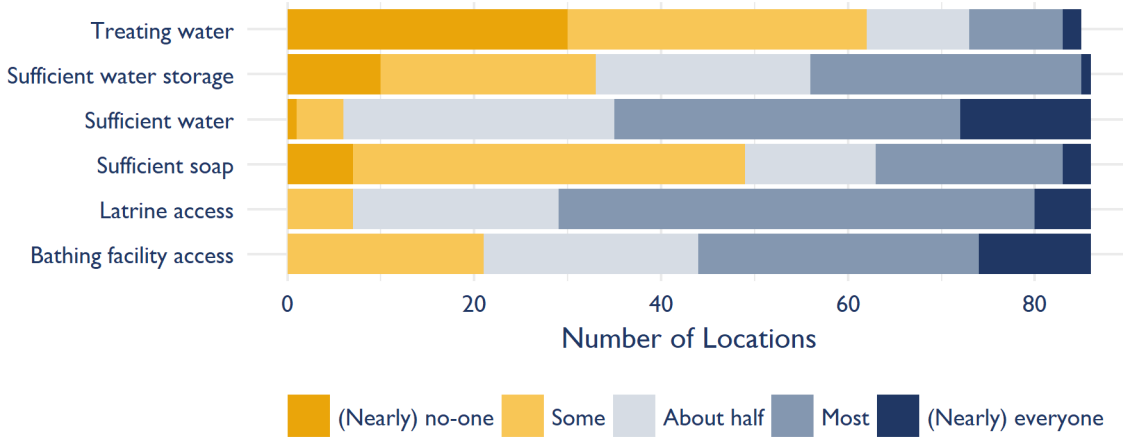 Treating water
Sufficient water storage
Sufficient water
Sufficient soap
Latrine access
Bathing facility access
0 20 40 60 80
Number of Locations
(Nearly) no-one Some About half Most (Nearly) everyone